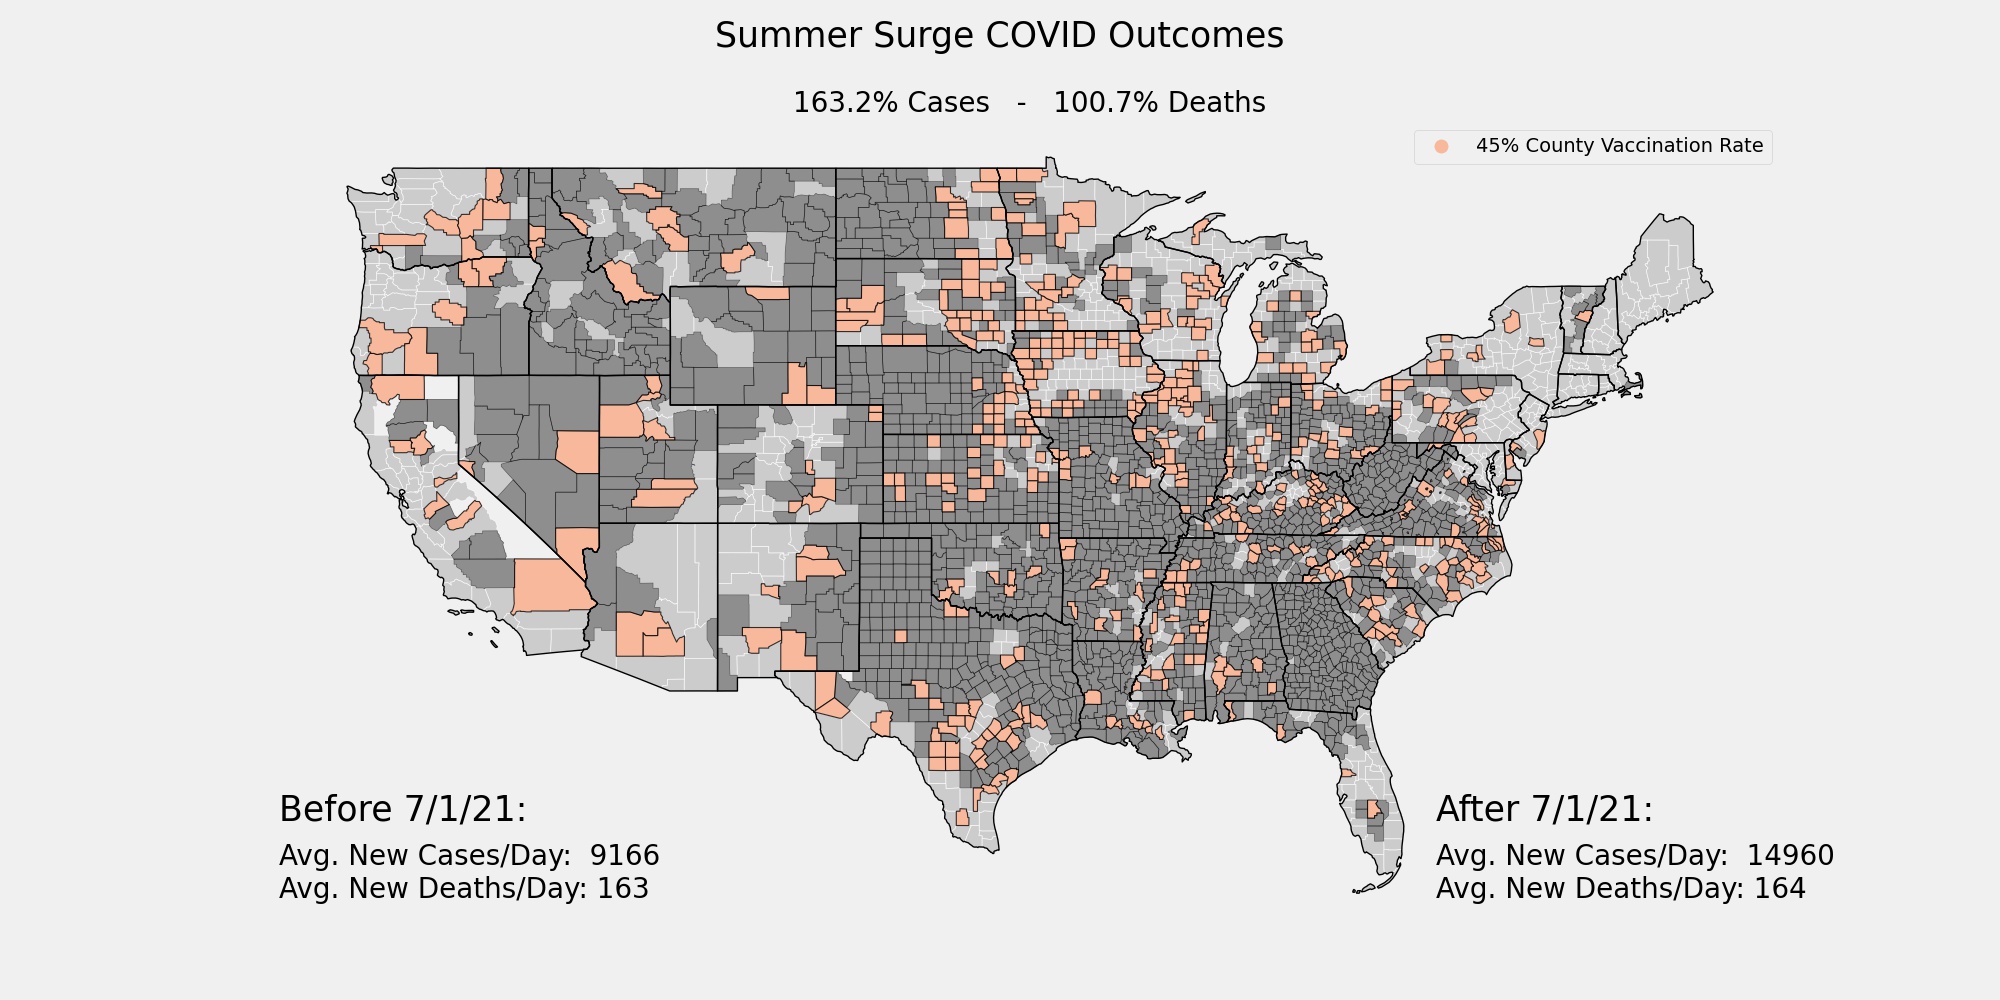 Summer Surge COVID Outcomes
163.2% Cases - 100.7% Deaths
45% County Vaccination Rate
Before 7/1/21:
Avg. New Cases/Day: 9166
Avg. New Deaths/Day: 163
After 7/1/21:
Avg. New Cases/Day: 14960
Avg. New Deaths/Day: 164